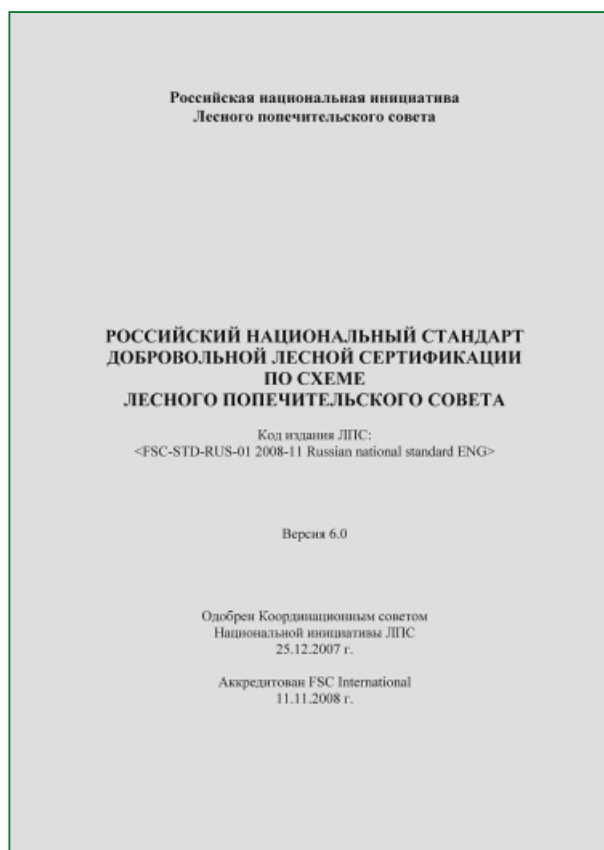 Российская национальная инициатива
Лесного попечительского совета
РОССИЙСКИЙ НАЦИОНАЛЬНЫЙ СТАНДАРТ
ДОБРОВОЛЬНОЙ ЛЕСНОЙ СЕРТИФИКАЦИИ
ПО СХЕМЕ
ЛЕСНОГО ПОПЕЧИТЕЛЬСКОГО СОВЕТА
Код издания ЛПС:
<FSC-STD-RUS-01 2008-11 Russian national standard ENG>
Версия 6.0
Одобрен Координационным советом
Национальной инициативы ЛПС
25.12.2007 г.
Аккредитован FSC International
11.11.2008 г.